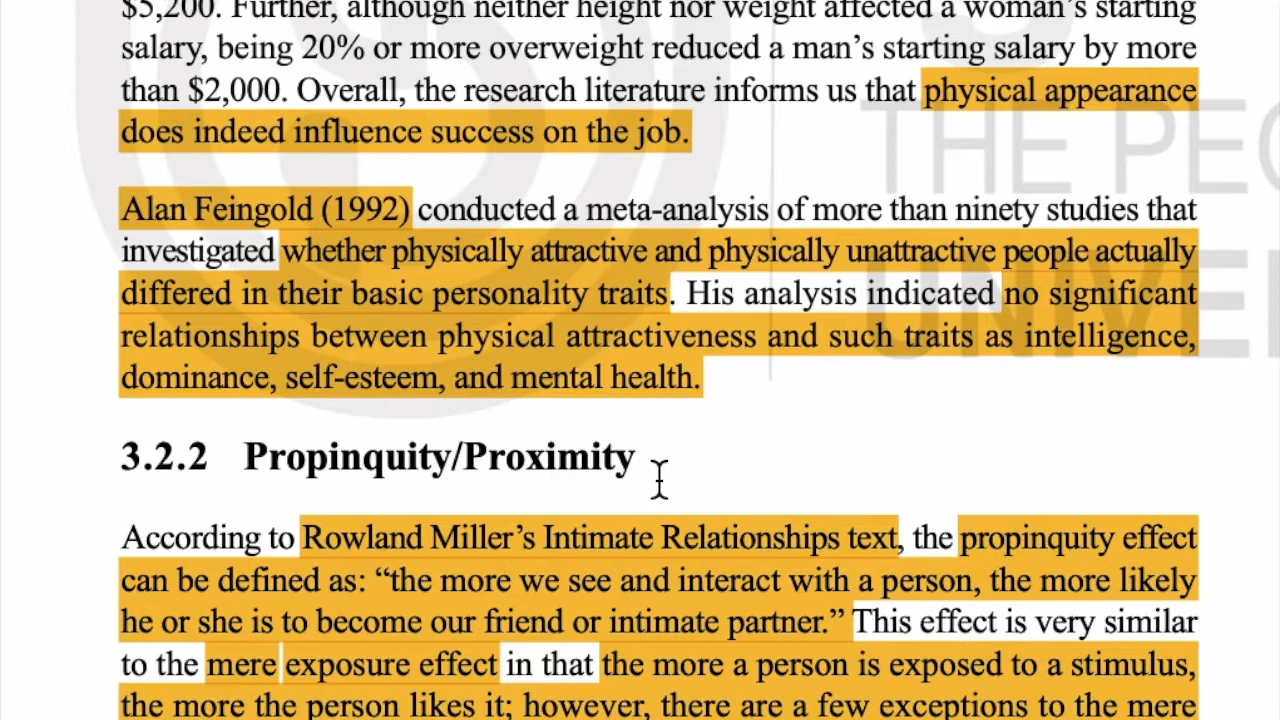 $5,200. Further, although neither height nor weight affected a woman's starting
salary, being 20% or more overweight reduced a man's starting salary by more
than $2,000. Overall, the research literature informs us that physical appearance
does indeed influence success on the job.
Alan Feingold (1992) conducted a meta-analysis of more than ninety studies that
investigated whether physically attractive and physically unattractive people actually
differed in their basic personality traits. His analysis indicated no significant
relationships between physical attractiveness and such traits as intelligence,
dominance, self-esteem, and mental health.
3.2.2 Propinquity/Proximity
According to Rowland Miller's Intimate Relationships text, the propinquity effect
can be defined as: “the more we see and interact with a person, the more likely
he or she is to become our friend or intimate partner.” This effect is very similar
to the mere exposure effect in that the more a person is exposed to a stimulus,
the more the person likes it; however, there are a few exceptions to the mere
THE